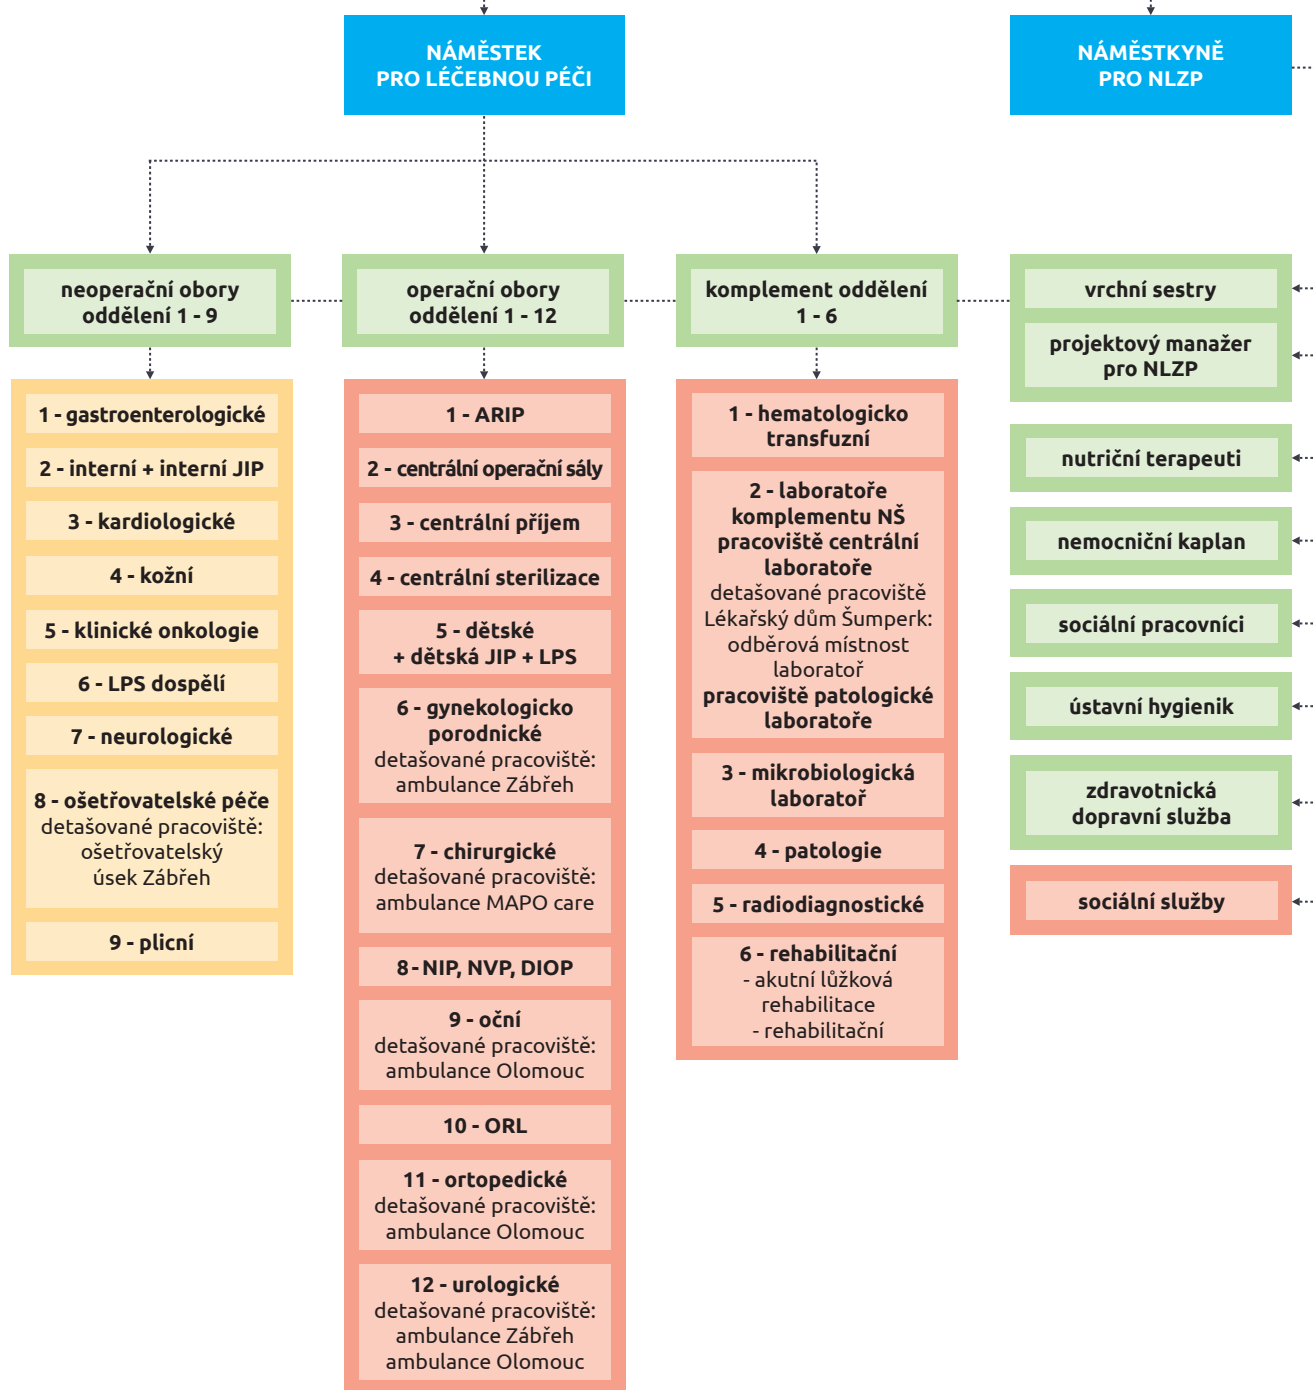 NÁMĚSTEK
PRO LÉČEBNOU PÉČI
NÁMĚSTKYNĚ
PRO NLZP
neoperační obory
oddělení 1 - 9
operační obory
oddělení 1 - 12
komplement oddělení
1 - 6
1 - gastroenterologické
2 - interní + interní JIP
3 - kardiologické
4 - kožní
5 - klinické onkologie
6 - LPS dospělí
7 - neurologické
8 - ošetřovatelské péče
detašované pracoviště:
ošetřovatelský
úsek Zábřeh
9 - plicní
1 - ARIP
2 - centrální operační sály
3 - centrální příjem
4 - centrální sterilizace
5 - dětské
+ dětská JIP + LPS
6 - gynekologicko
porodnické
detašované pracoviště:
ambulance Zábřeh
7 - chirurgické
detašované pracoviště:
ambulance MAPO care
8 - NIP, NVP, DIOP
9 - oční
detašované pracoviště:
ambulance Olomouc
10 - ORL
11 - ortopedické
detašované pracoviště:
ambulance Olomouc
12 - urologické
detašované pracoviště:
ambulance Zábřeh
ambulance Olomouc
1 - hematologicko
transfuzní
2 - laboratoře
komplementu NŠ
pracoviště centrální
laboratoře
detašované pracoviště
Lékařský dům Šumperk:
odběrová místnost
laboratoř
pracoviště patologické
laboratoře
3 - mikrobiologická
laboratoř
4 - patologie
5 - radiodiagnostické
6 - rehabilitační
- akutní lůžková
rehabilitace
- rehabilitační
vrchní sestry
projektový manažer
pro NLZP
nutriční terapeuti
nemocniční kaplan
sociální pracovníci
ústavní hygienik
zdravotnická
dopravní služba
sociální služby